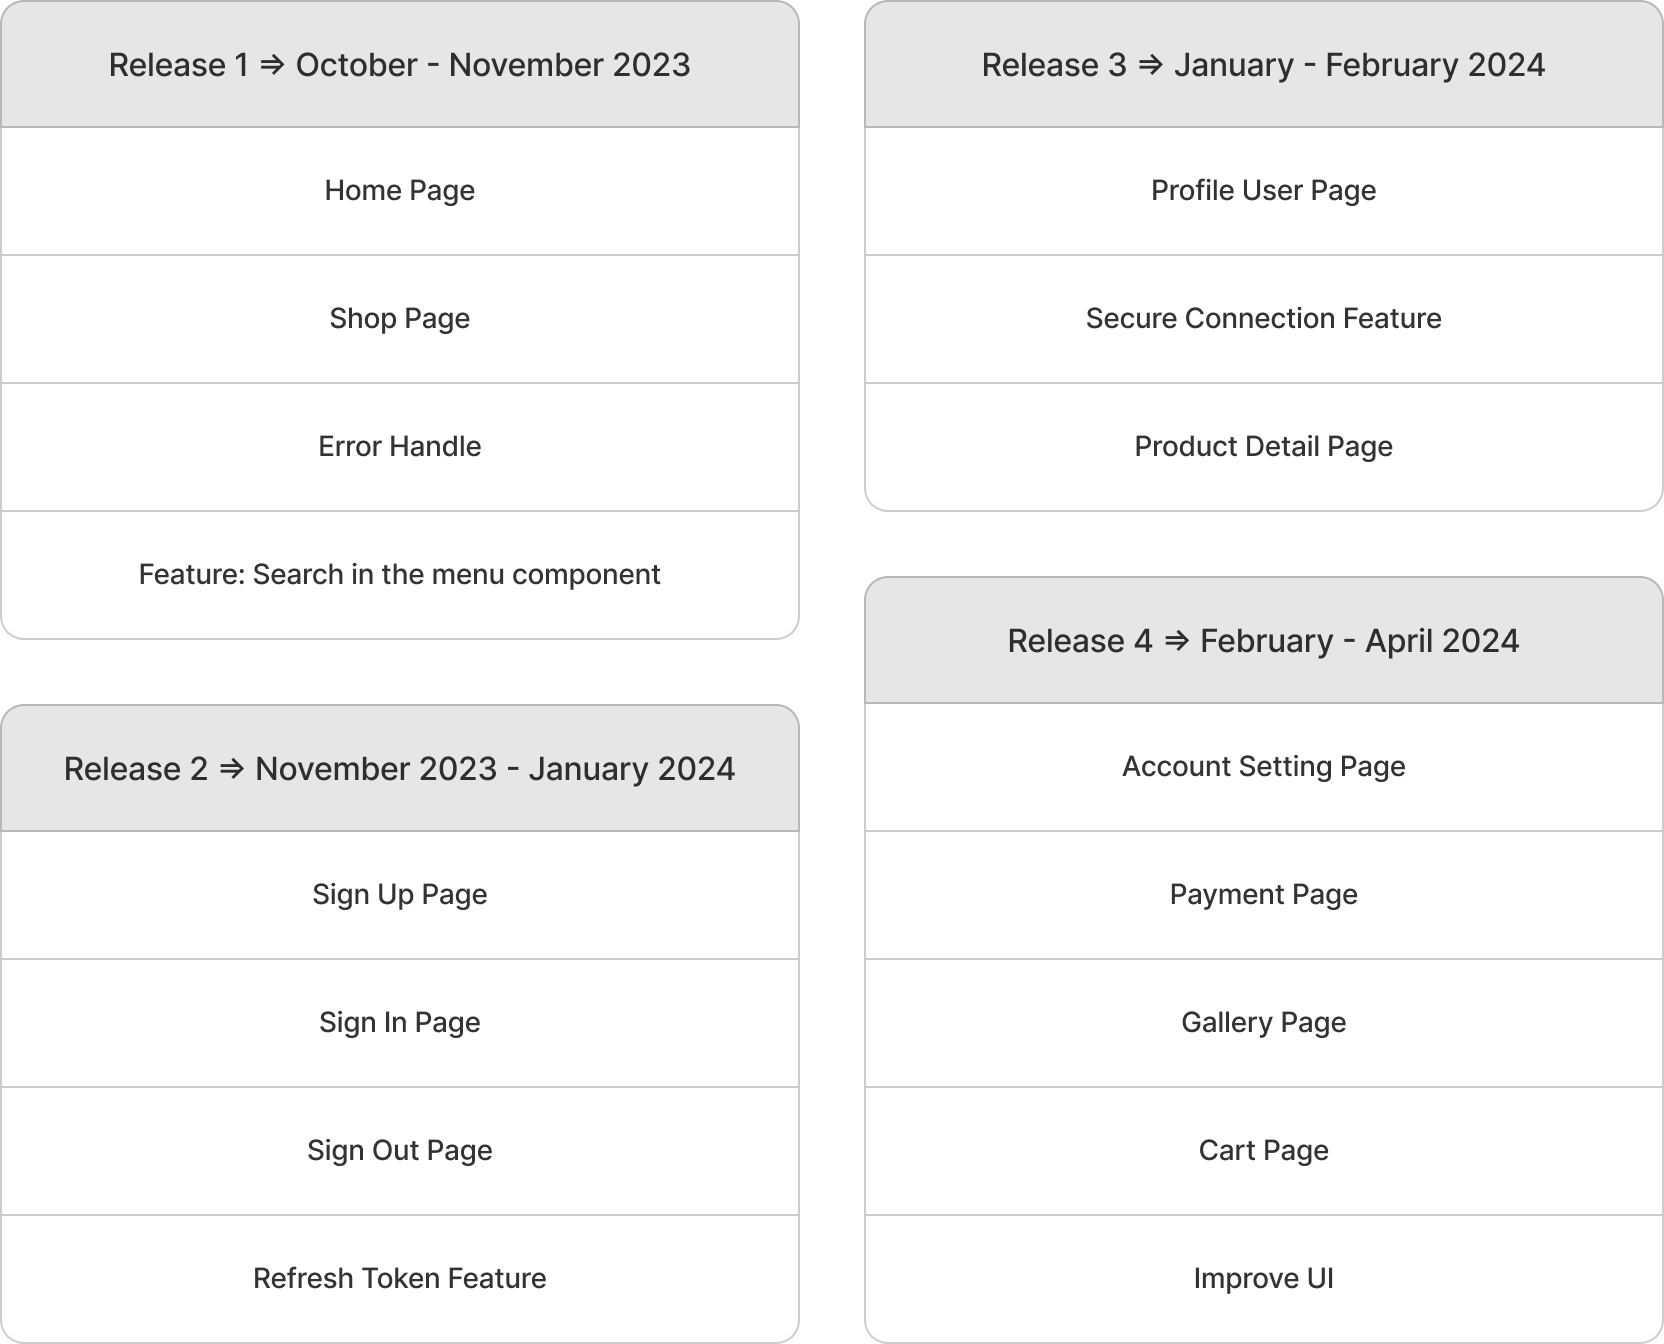 Release 1 => October - November 2023
Home Page
Shop Page
Error Handle
Feature: Search in the menu component
Release 2 => November 2023 - January 2024
Sign Up Page
Sign In Page
Sign Out Page
Refresh Token Feature
Release 3 => January - February 2024
Profile User Page
Secure Connection Feature
Product Detail Page
Release 4 => February - April 2024
Account Setting Page
Payment Page
Gallery Page
Cart Page
Improve UI